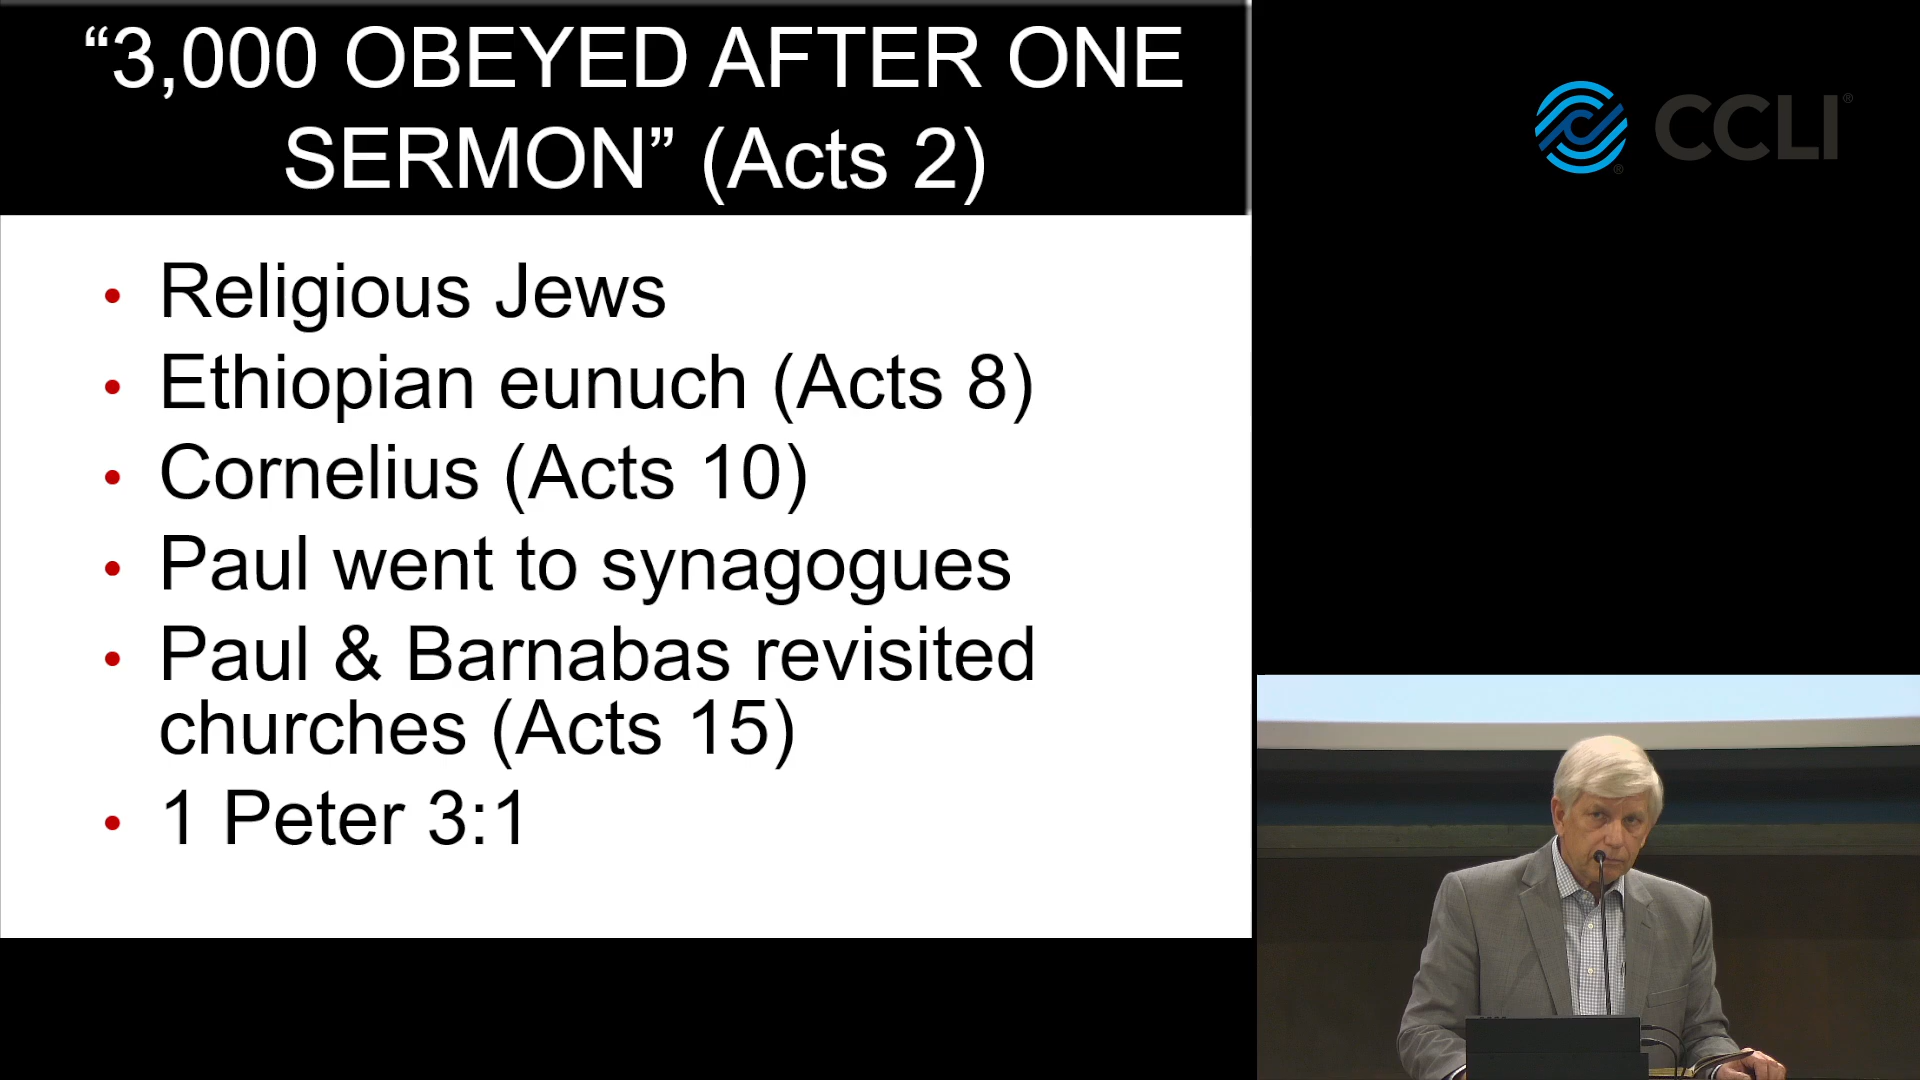 “3,000 OBEYED AFTER ONE
SERMON” (Acts 2)
• Religious Jews
• Ethiopian eunuch (Acts 8)
• Cornelius (Acts 10)
• Paul went to synagogues
• Paul & Barnabas revisited
churches (Acts 15)
• 1 Peter 3:1
CCLI®